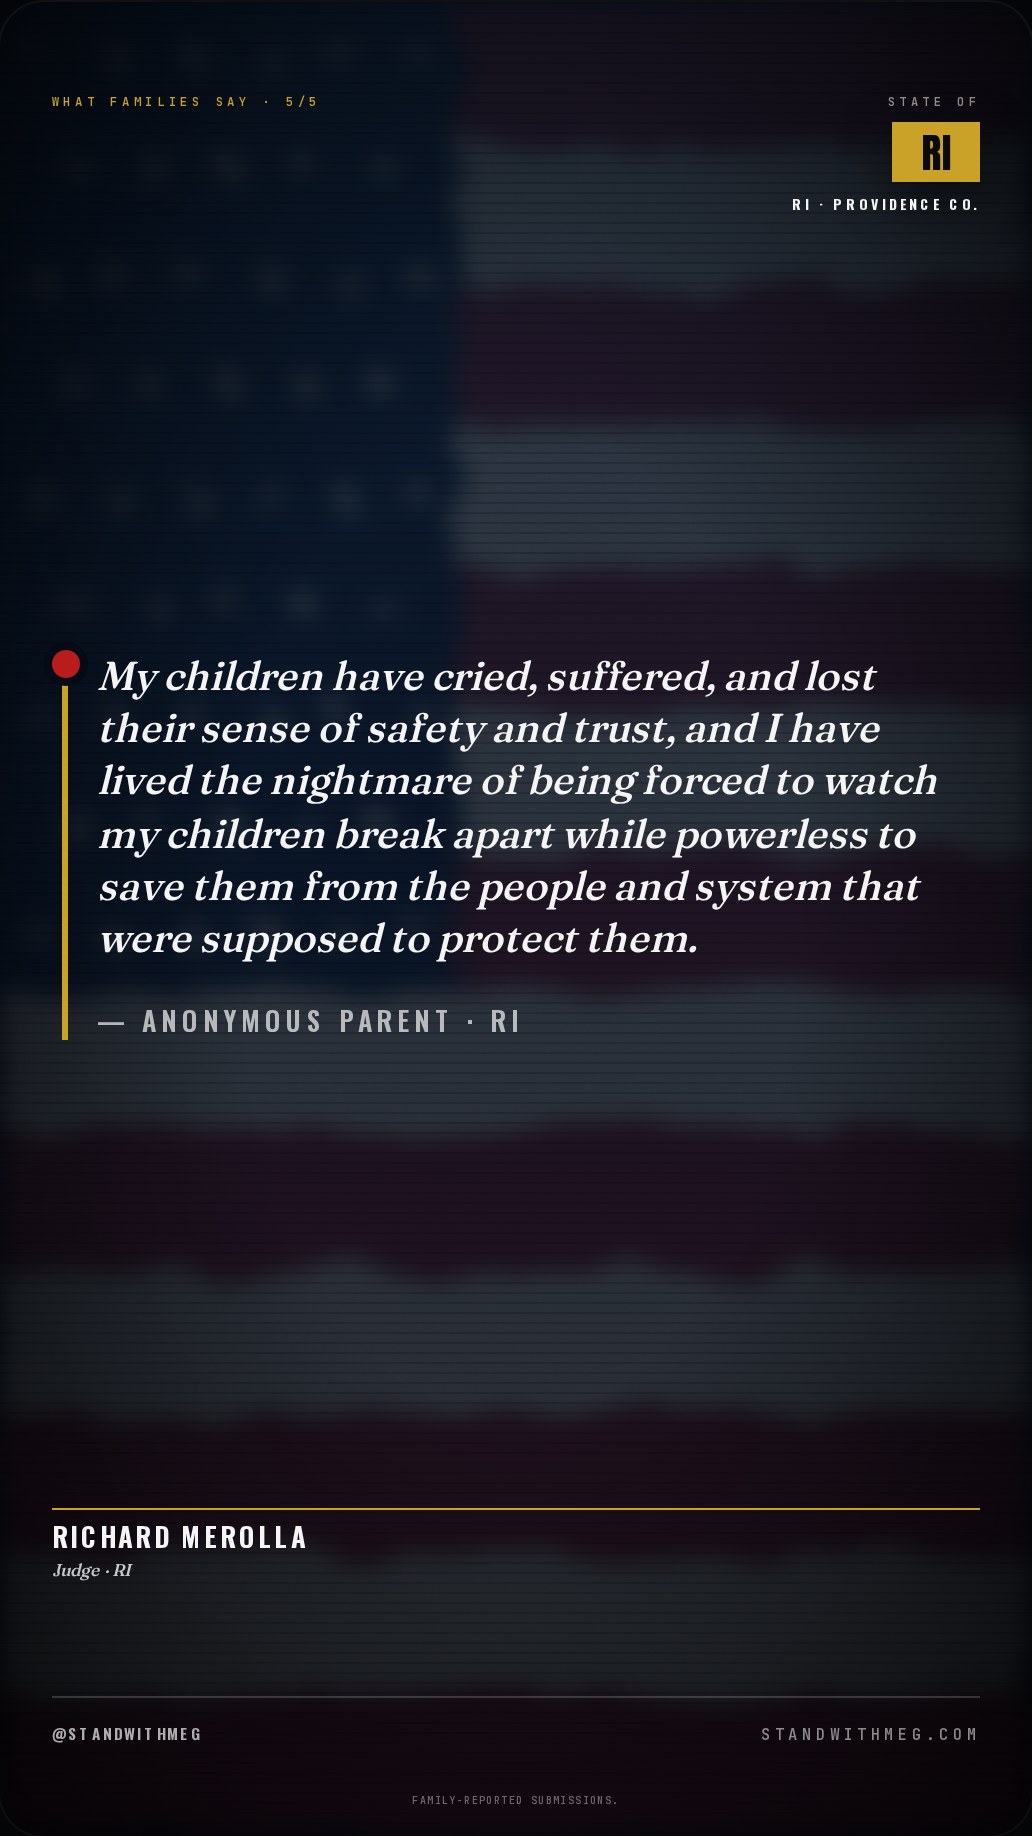 WHAT FAMILIES SAY · 5/5
STATE OF
RI
RI · PROVIDENCE CO.
My children have cried, suffered, and lost
their sense of safety and trust, and I have
lived the nightmare of being forced to watch
my children break apart while powerless to
save them from the people and system that
were supposed to protect them.
— ANONYMOUS PARENT · RI
RICHARD MEROLLA
Judge · RI
@STANDWITHMEG
STANDWITHMEG.COM
FAMILY-REPORTED SUBMISSIONS.